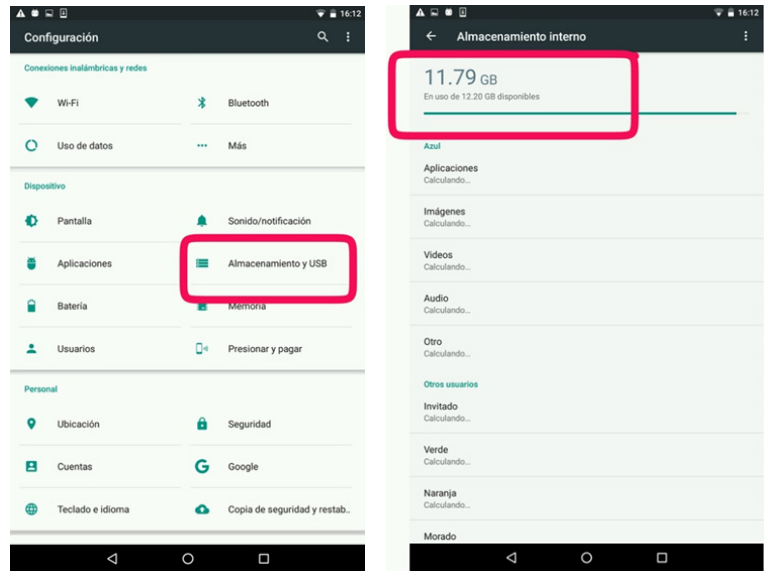 16:12
Configuración
Conexiones inalámbricas y redes
Wi-Fi
Bluetooth
Uso de datos
Más
Dispositivo
Pantalla
Sonido/notificación
Aplicaciones
Almacenamiento y USB
Batería
Memoria
Usuarios
Presionar y pagar
Personal
Ubicación
Seguridad
Cuentas
G Google
Teclado e idioma
Copia de seguridad y restab..
16:12
Almacenamiento interno
11.79 GB
En uso de 12.20 GB disponibles
Azul
Aplicaciones
Calculando...
Imágenes
Calculando...
Videos
Calculando...
Audio
Calculando...
Otro
Calculando...
Otros usuarios
Invitado
Calculando...
Verde
Calculando...
Naranja
Calculando...
Morado